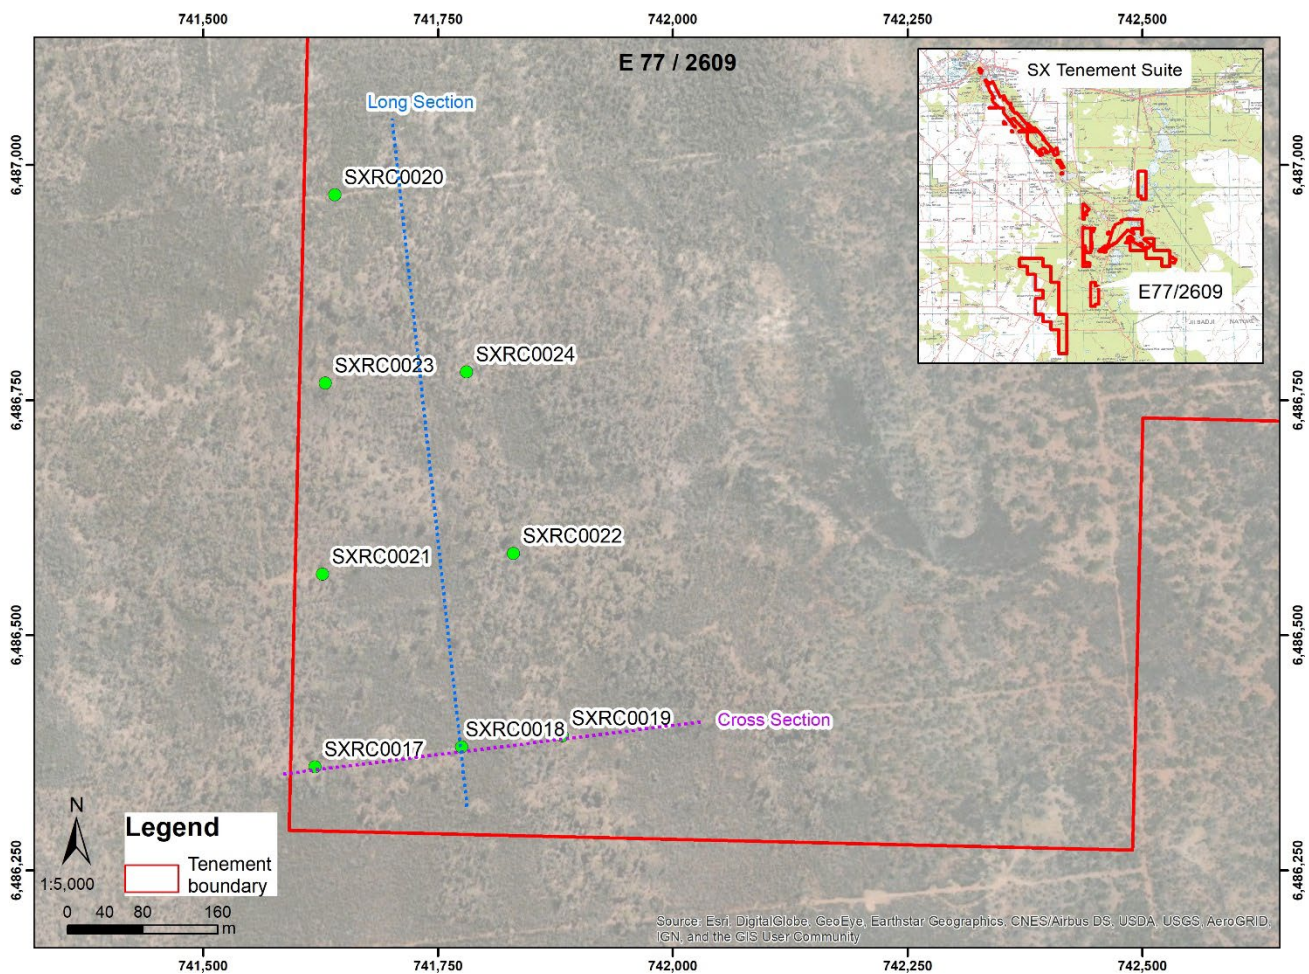 741,500
741,750
742,000
742,250
742,500
E 77 / 2609
SX Tenement Suite
Long Section
6,487,000
6,487,000
SXRC0020
E77/2609
SXRC0024
SXRC0023
6,486,750
6,486,750
SXRC0022
SXRC0021
6,486,500
6,486,500
SXRC0019
Cross Section
SXRC0018
SXRC0017
N
Legend
Tenement
boundary
1:5,000
6,486,250
6,486,250
0 40 80 160
m
Source: Esri, DigitalGlobe, GeoEye, Earthstar Geographics, CNES/Airbus DS, USDA, USGS, AeroGRID,
IGN, and the GIS User Community
741,500
741,750
742,000
742,250
742,500